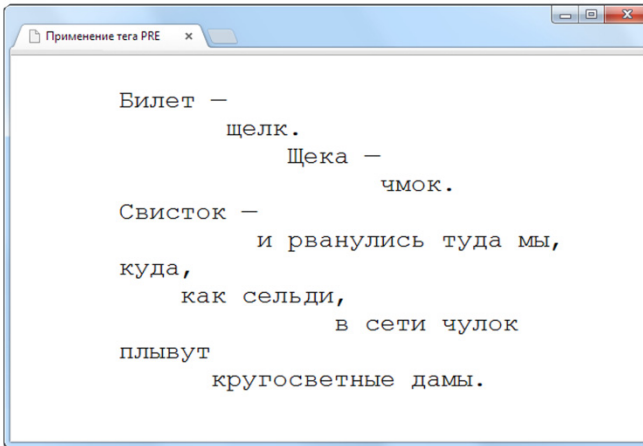 Применение тега PRE
Билет —
щелк.
Щека —
чмок.
Свисток —
и рванулись туда мы,
куда,
как сельди,
в сети чулок
плывут
кругосветные дамы.